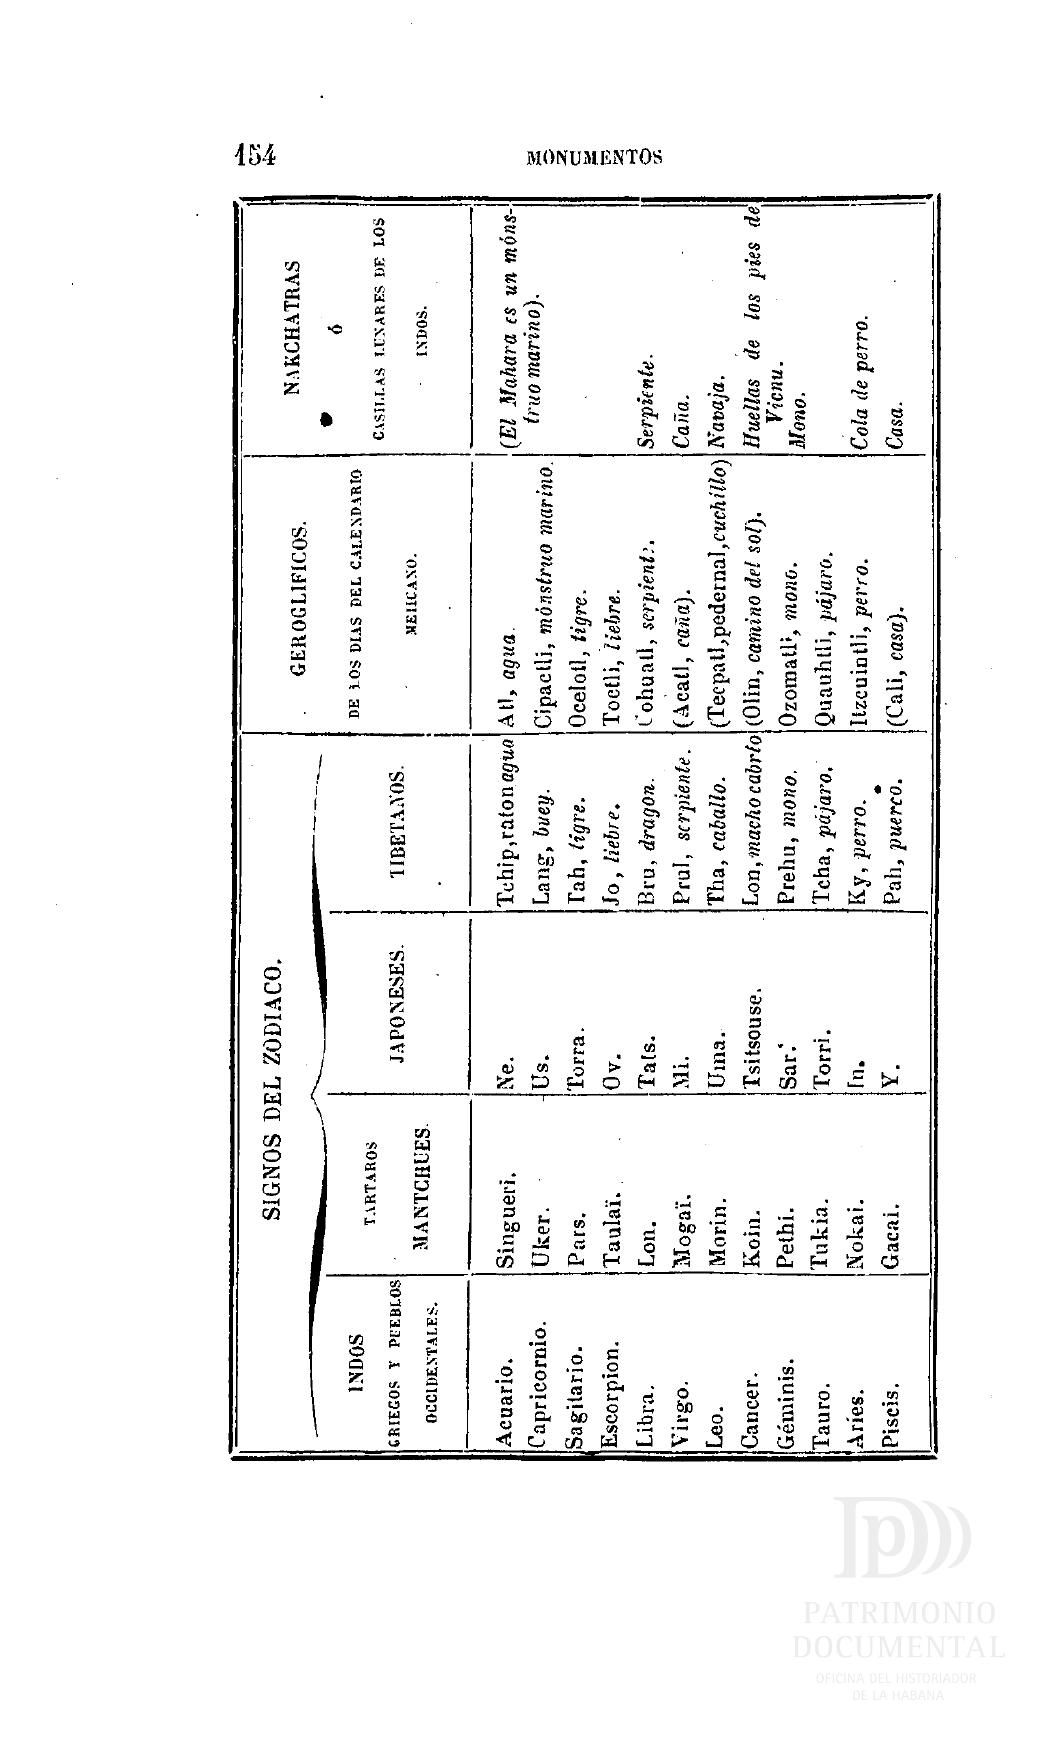 154
MONUMENTOS
SIGNOS DEL ZODIACO.
GEROGLIFICOS.
NAKCHATRAS
INDOS
GRIEGOS Y PUEBLOS
OCCIDENTALES.
TARTAROS
MANTCHUES.
JAPONESES.
TIBETANOS.
DE LOS DIAS DEL CALENDARIO
MEJICANO.
ó
CASILLAS LUNARES DE LOS
INDOS.
Acuario. Singueri. Ne. Tchip, raton agua Atl, agua. (El Mahara es un móns-
truo marino).
Capricornio. Uker. Us. Lang, buey. Cipactli, mónstruo marino.
Sagitario. Pars. Torra. Tah, tigre. Ocelotl, tigre.
Escorpion. Taulaï. Ov. Jo, liebre. Toctli, liebre.
Libra. Lon. Tats. Bru, dragon. Cohuatl, serpiente. Serpiente.
Virgo. Mogaï. Mi. Prul, serpiente. (Acatl, caña). Caña.
Leo. Morin. Uma. Tha, caballo. (Tecpatl, pedernal, cuchillo) Navaja.
Cancer. Koin. Tsitsouse. Lon, macho cabrío (Olin, camino del sol). Huellas de los pies de
Vicnu.
Géminis. Pethi. Sar. Prehu, mono. Ozomatli, mono. Mono.
Tauro. Tukia. Torri. Tcha, pájaro. Quauhtli, pájaro.
Aries. Nokai. In. Ky, perro. Itzcuintli, perro. Cola de perro.
Piscis. Gacai. Y. Pah, puerco. (Cali, casa). Casa.
PATRIMONIO
DOCUMENTAL
OFICINA DEL HISTORIADOR
DE LA HABANA